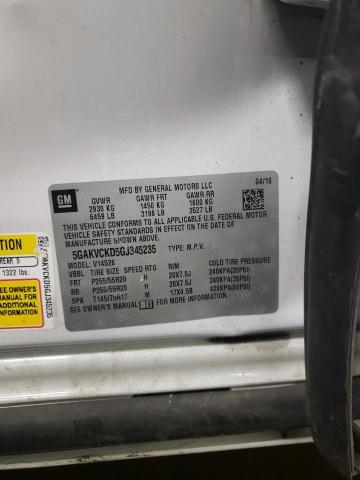 GM
MFD BY GENERAL MOTORS LLC
04/16
GVWR GAWR FRT GAWR RR
2930 KG 1450 KG 1600 KG
6459 LB 3196 LB 3527 LB
THIS VEHICLE CONFORMS TO ALL APPLICABLE U.S. FEDERAL MOTOR
VEHICLE SAFETY STANDARDS IN EFFECT ON THE DATE OF
MANUFACTURE SHOWN ABOVE.
5GAKVCKD5GJ345235 TYPE: M.P.V.
MODEL: V14526
VBBL TIRE SIZE SPEED RTG RIM COLD TIRE PRESSURE
FRT P255/55R20 H 20X7.5J 240KPA(35PSI)
RR P255/55R20 H 20X7.5J 240KPA(35PSI)
SPA T145/70R17 M 17X4.5B 420KPA(60PSI)
SEE OWNER'S MANUAL FOR MORE INFORMATION.
REAR 5
1322 lbs.
SEE OWNER'S
MANUAL FOR
5GAKVCKD5GJ345235